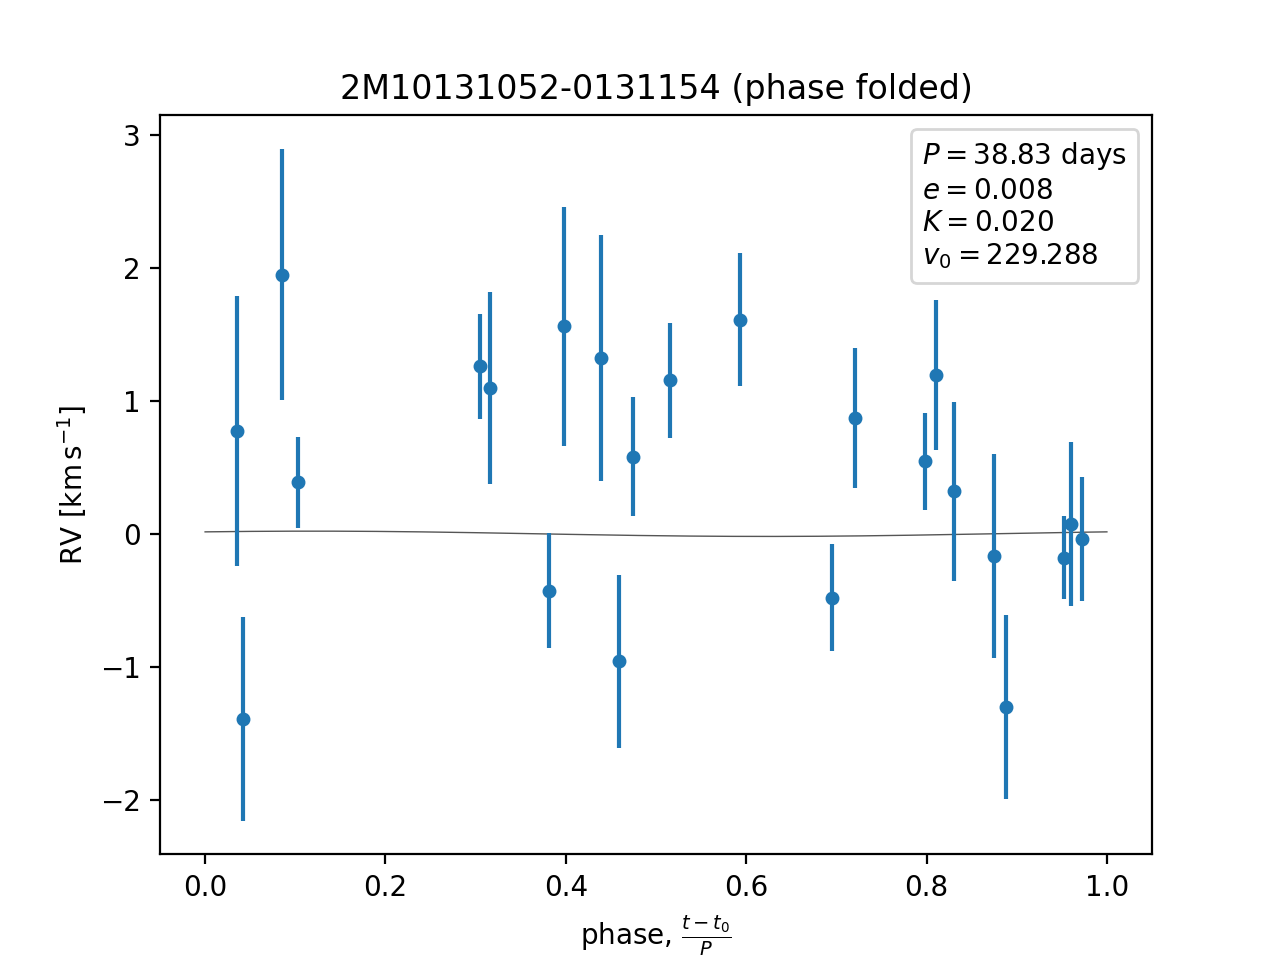 2M10131052-0131154 (phase folded)
P = 38.83 days
e = 0.008
K = 0.020
v₀ = 229.288
3
2
1
0
−1
−2
RV [km s⁻¹]
0.0 0.2 0.4 0.6 0.8 1.0
phase, (t − t₀)/P